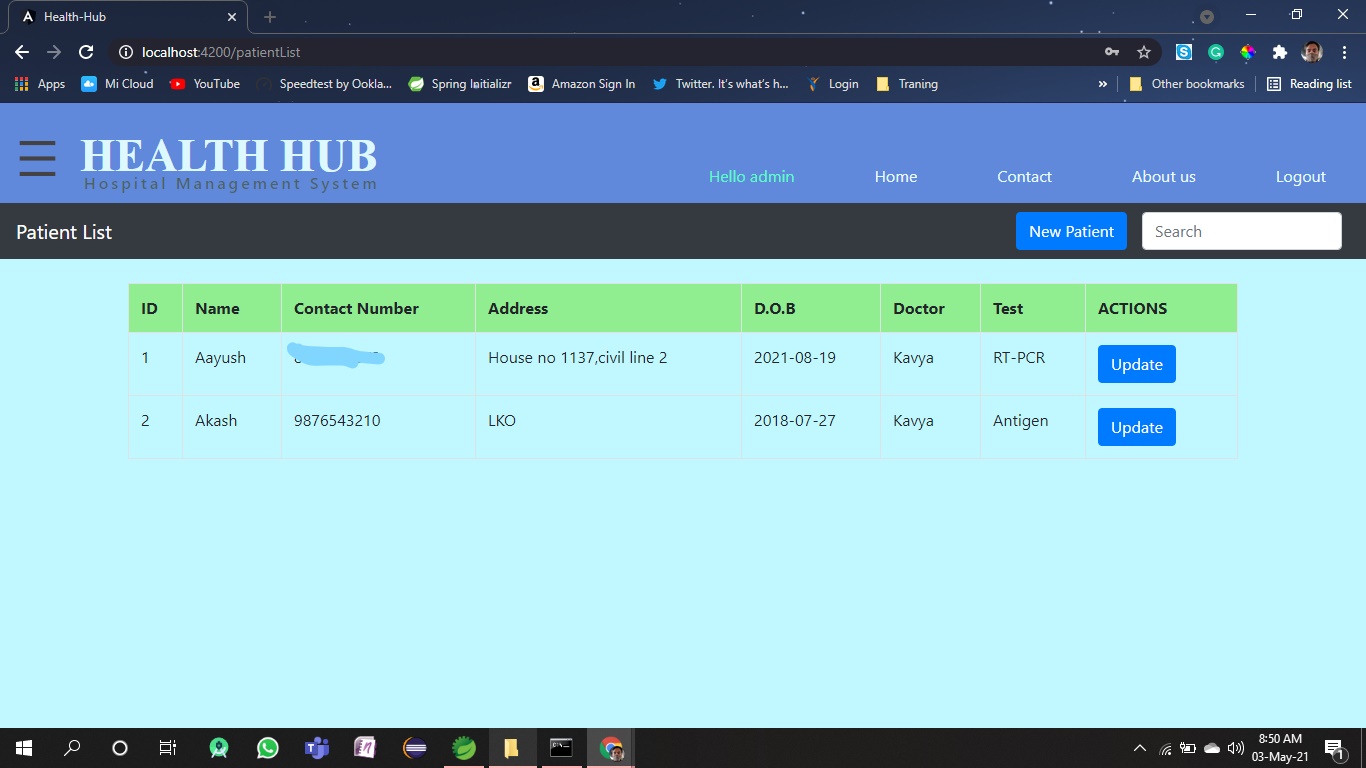 Health-Hub
localhost:4200/patientList
Apps Mi Cloud YouTube Speedtest by Ookla... Spring Initializr Amazon Sign In Twitter. It's what's h... Login Traning » Other bookmarks Reading list
HEALTH HUB
Hospital Management System
Hello admin Home Contact About us Logout
Patient List New Patient Search
ID Name Contact Number Address D.O.B Doctor Test ACTIONS
1 Aayush House no 1137,civil line 2 2021-08-19 Kavya RT-PCR Update
2 Akash 9876543210 LKO 2018-07-27 Kavya Antigen Update
8:50 AM
03-May-21
1